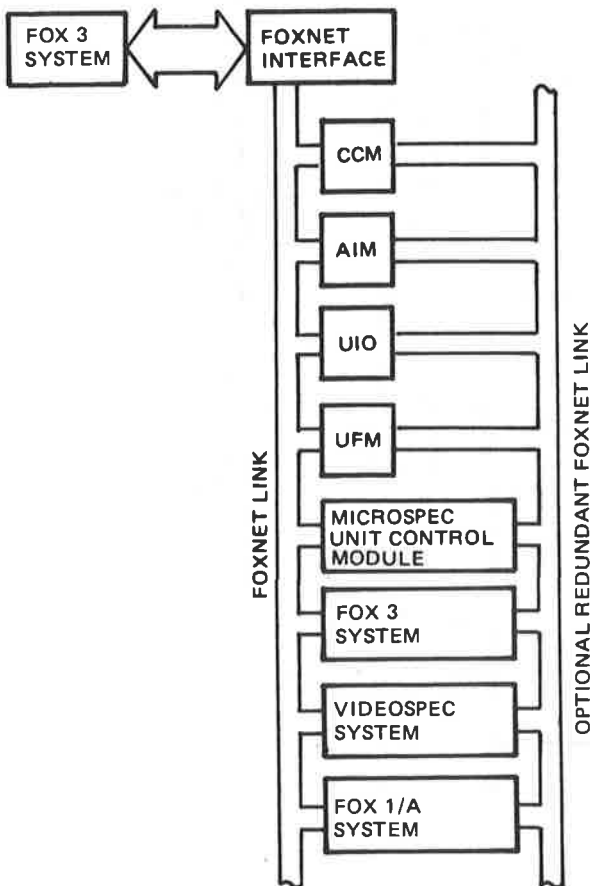 FOX 3
SYSTEM
FOXNET
INTERFACE
CCM
AIM
UIO
UFM
MICROSPEC
UNIT CONTROL
MODULE
FOX 3
SYSTEM
VIDEOSPEC
SYSTEM
FOX 1/A
SYSTEM
FOXNET LINK
OPTIONAL REDUNDANT FOXNET LINK